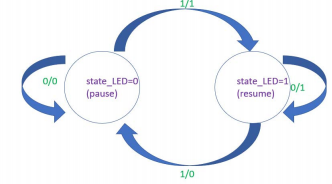 1/1
0/0
state_LED=0
(pause)
state_LED=1
(resume)
0/1
1/0